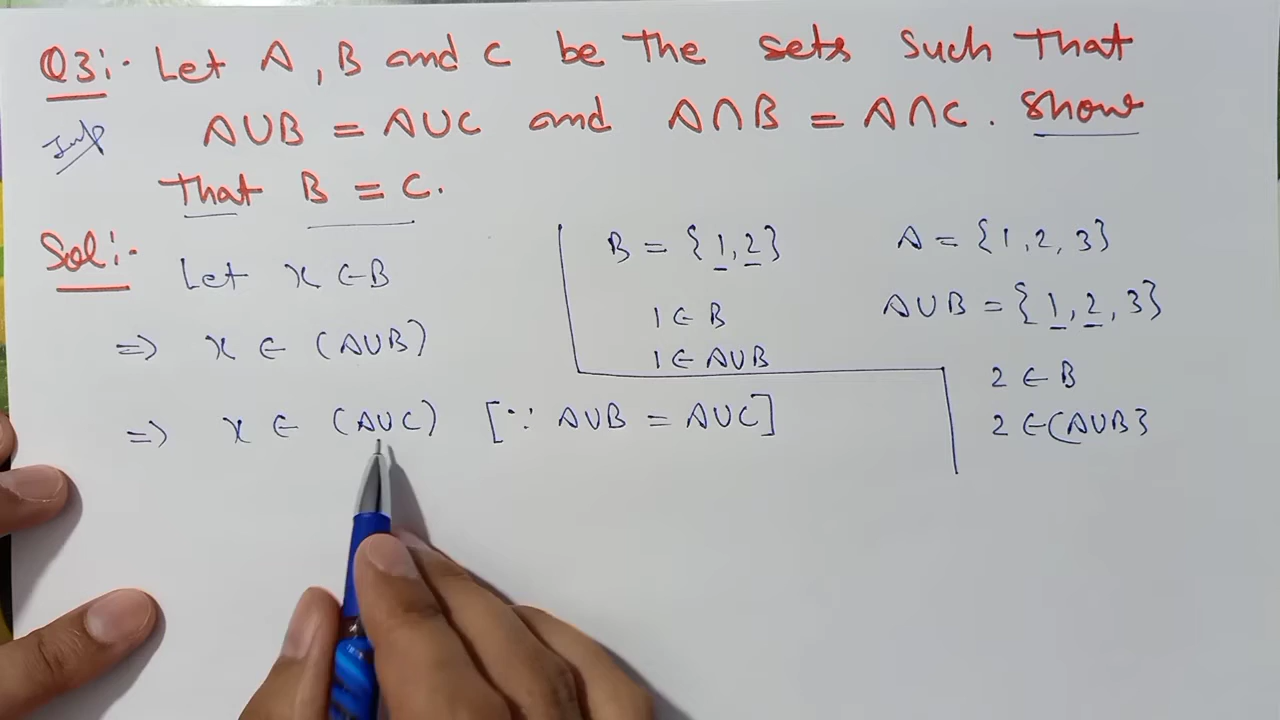 Q3:- Let A, B and C be the sets such that
Imp
A∪B = A∪C and A∩B = A∩C. Show
that B = C.
Sol:-
Let x ∈ B
⇒ x ∈ (A∪B)
⇒ x ∈ (A∪C) [∵ A∪B = A∪C]
B = {1,2}
1 ∈ B
1 ∈ A∪B
A = {1,2,3}
A∪B = {1,2,3}
2 ∈ B
2 ∈ (A∪B}